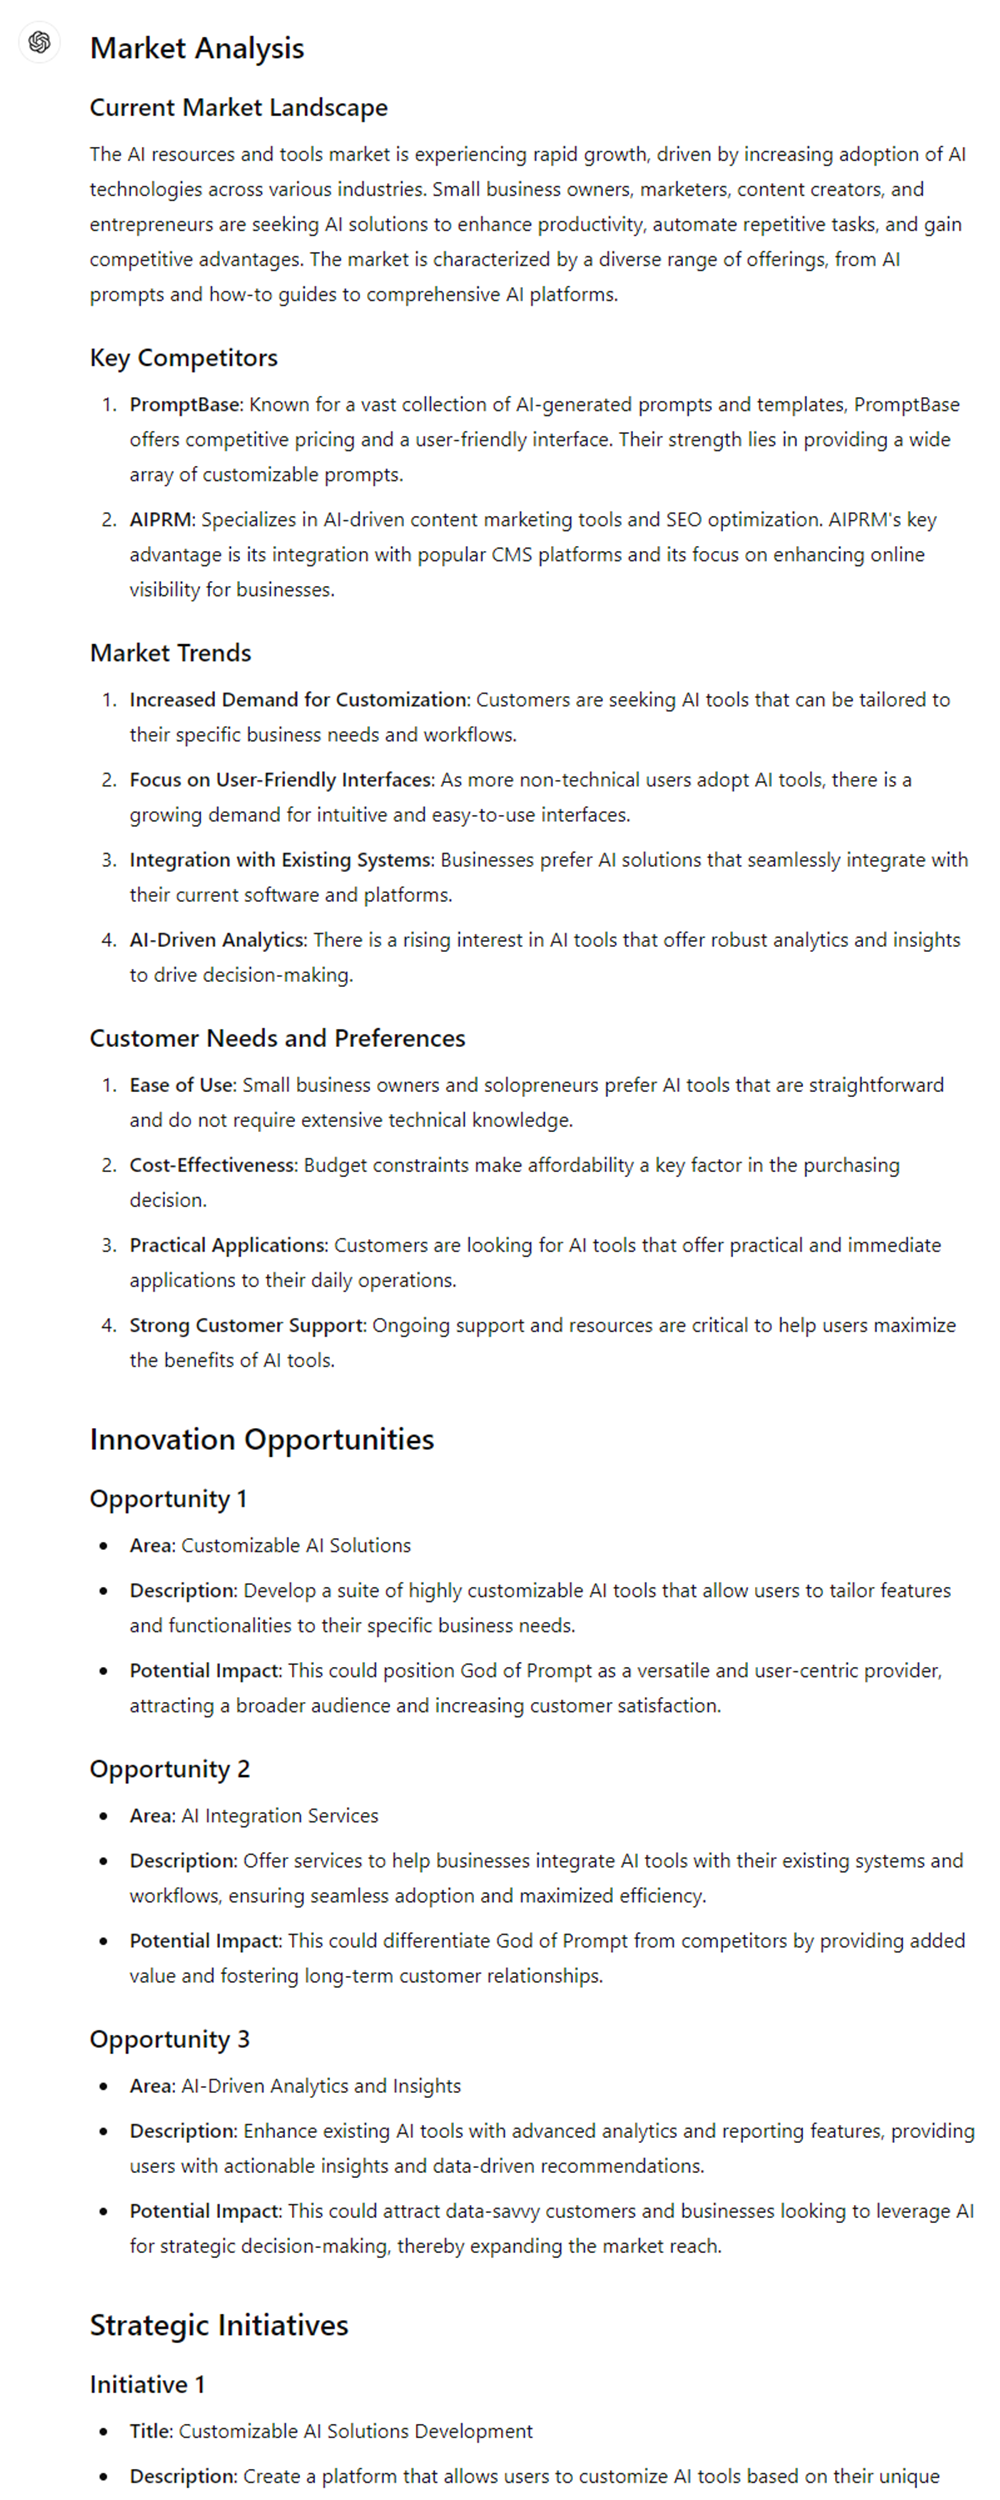 Market Analysis
Current Market Landscape
The AI resources and tools market is experiencing rapid growth, driven by increasing adoption of AI
technologies across various industries. Small business owners, marketers, content creators, and
entrepreneurs are seeking AI solutions to enhance productivity, automate repetitive tasks, and gain
competitive advantages. The market is characterized by a diverse range of offerings, from AI
prompts and how-to guides to comprehensive AI platforms.
Key Competitors
1. PromptBase: Known for a vast collection of AI-generated prompts and templates, PromptBase
offers competitive pricing and a user-friendly interface. Their strength lies in providing a wide
array of customizable prompts.
2. AIPRM: Specializes in AI-driven content marketing tools and SEO optimization. AIPRM's key
advantage is its integration with popular CMS platforms and its focus on enhancing online
visibility for businesses.
Market Trends
1. Increased Demand for Customization: Customers are seeking AI tools that can be tailored to
their specific business needs and workflows.
2. Focus on User-Friendly Interfaces: As more non-technical users adopt AI tools, there is a
growing demand for intuitive and easy-to-use interfaces.
3. Integration with Existing Systems: Businesses prefer AI solutions that seamlessly integrate with
their current software and platforms.
4. AI-Driven Analytics: There is a rising interest in AI tools that offer robust analytics and insights
to drive decision-making.
Customer Needs and Preferences
1. Ease of Use: Small business owners and solopreneurs prefer AI tools that are straightforward
and do not require extensive technical knowledge.
2. Cost-Effectiveness: Budget constraints make affordability a key factor in the purchasing
decision.
3. Practical Applications: Customers are looking for AI tools that offer practical and immediate
applications to their daily operations.
4. Strong Customer Support: Ongoing support and resources are critical to help users maximize
the benefits of AI tools.
Innovation Opportunities
Opportunity 1
• Area: Customizable AI Solutions
• Description: Develop a suite of highly customizable AI tools that allow users to tailor features
and functionalities to their specific business needs.
• Potential Impact: This could position God of Prompt as a versatile and user-centric provider,
attracting a broader audience and increasing customer satisfaction.
Opportunity 2
• Area: AI Integration Services
• Description: Offer services to help businesses integrate AI tools with their existing systems and
workflows, ensuring seamless adoption and maximized efficiency.
• Potential Impact: This could differentiate God of Prompt from competitors by providing added
value and fostering long-term customer relationships.
Opportunity 3
• Area: AI-Driven Analytics and Insights
• Description: Enhance existing AI tools with advanced analytics and reporting features, providing
users with actionable insights and data-driven recommendations.
• Potential Impact: This could attract data-savvy customers and businesses looking to leverage AI
for strategic decision-making, thereby expanding the market reach.
Strategic Initiatives
Initiative 1
• Title: Customizable AI Solutions Development
• Description: Create a platform that allows users to customize AI tools based on their unique